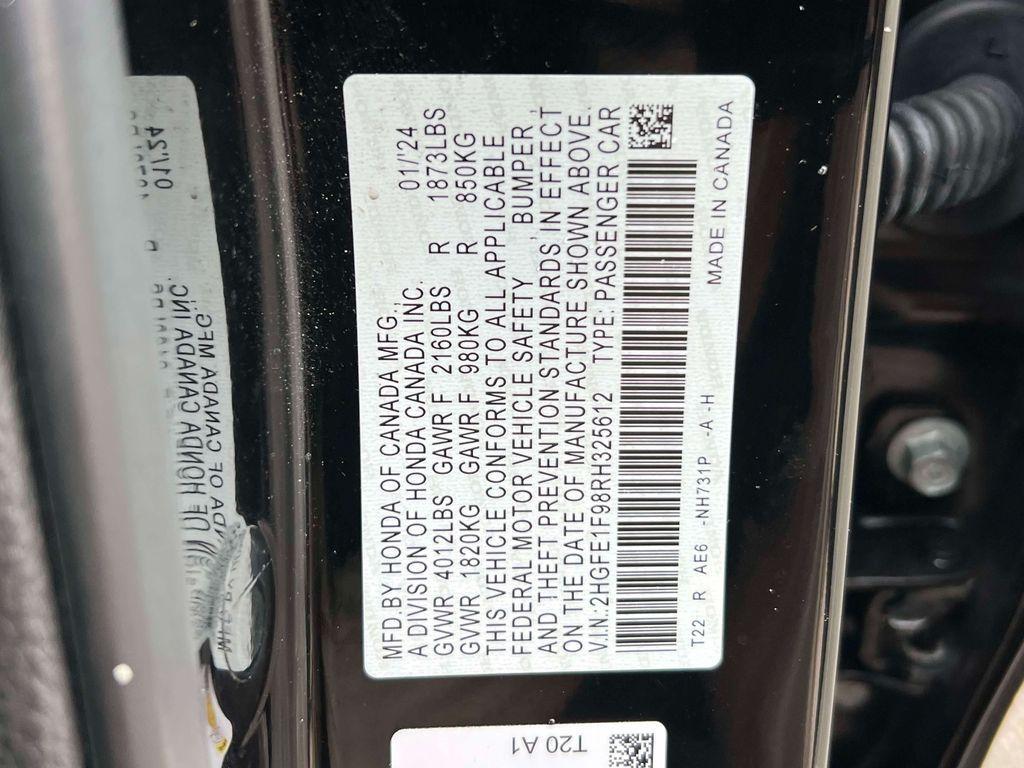 MFD.BY HONDA OF CANADA MFG., 01/'24
A DIVISION OF HONDA CANADA INC.
GVWR 4012LBS GAWR F 2160LBS R 1873LBS
GVWR 1820KG GAWR F 980KG R 850KG
THIS VEHICLE CONFORMS TO ALL APPLICABLE
FEDERAL MOTOR VEHICLE SAFETY , BUMPER ,
AND THEFT PREVENTION STANDARDS IN EFFECT
ON THE DATE OF MANUFACTURE SHOWN ABOVE.
V.I.N.:2HGFE1F98RH325612 TYPE: PASSENGER CAR
T22 R AE6 -NH731P -A -H MADE IN CANADA
T20 A1